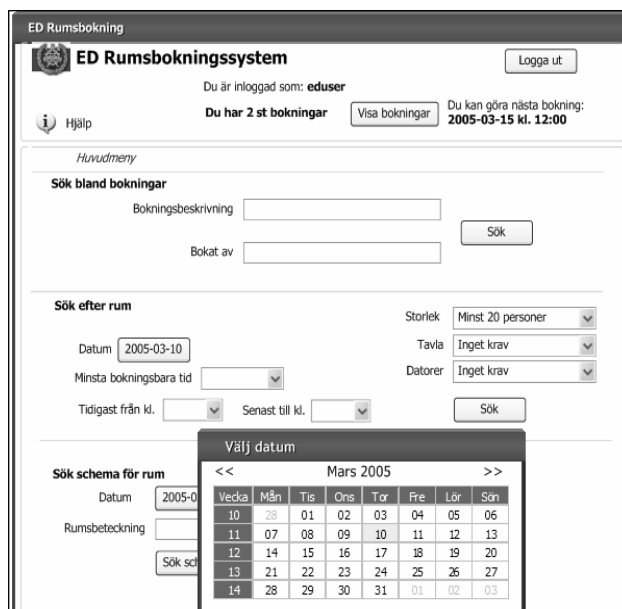 ED Rumsbokning
ED Rumsbokningssystem
Logga ut
Du är inloggad som: eduser
Du har 2 st bokningar
Visa bokningar
Du kan göra nästa bokning:
2005-03-15 kl. 12:00
i Hjälp
Huvudmeny
Sök bland bokningar
Bokningsbeskrivning
Sök
Bokat av
Sök efter rum
Storlek Minst 20 personer
Datum 2005-03-10
Tavla Inget krav
Minsta bokningsbara tid
Datorer Inget krav
Tidigast från kl. Senast till kl. Sök
Välj datum
<< Mars 2005 >>
Sök schema för rum
Datum 2005-0
Rumsbeteckning
Sök sch
Vecka Mån Tis Ons Tor Fre Lör Sön
10 28 01 02 03 04 05 06
11 07 08 09 10 11 12 13
12 14 15 16 17 18 19 20
13 21 22 23 24 25 26 27
14 28 29 30 31 01 02 03